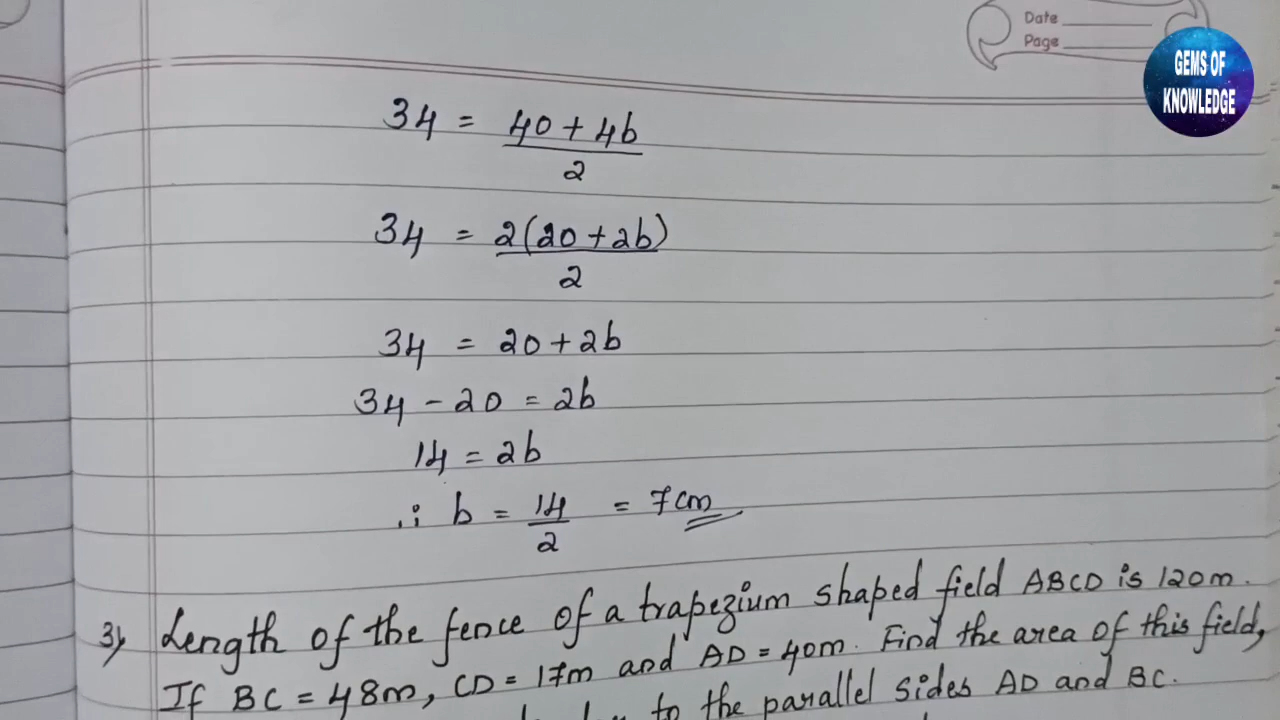 Date
Page
GEMS OF
KNOWLEDGE
34 = 40 + 4b / 2
34 = 2(20 + 2b) / 2
34 = 20 + 2b
34 - 20 = 2b
14 = 2b
∴ b = 14 / 2 = 7cm
3) Length of the fence of a trapezium shaped field ABCD is 120m.
If BC = 48m, CD = 17m and AD = 40m. Find the area of this field,
to the parallel sides AD and BC.